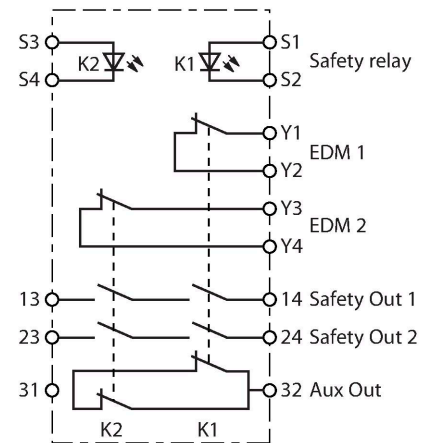 S3 K2 K1 S1 Safety relay
S4 S2
Y1
EDM 1
Y2
Y3
EDM 2
Y4
13 14 Safety Out 1
23 24 Safety Out 2
31 32 Aux Out
K2 K1